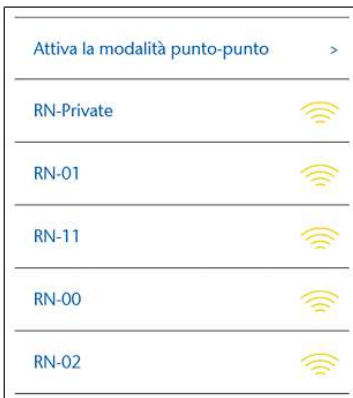 Attiva la modalità punto-punto >
RN-Private
RN-01
RN-11
RN-00
RN-02